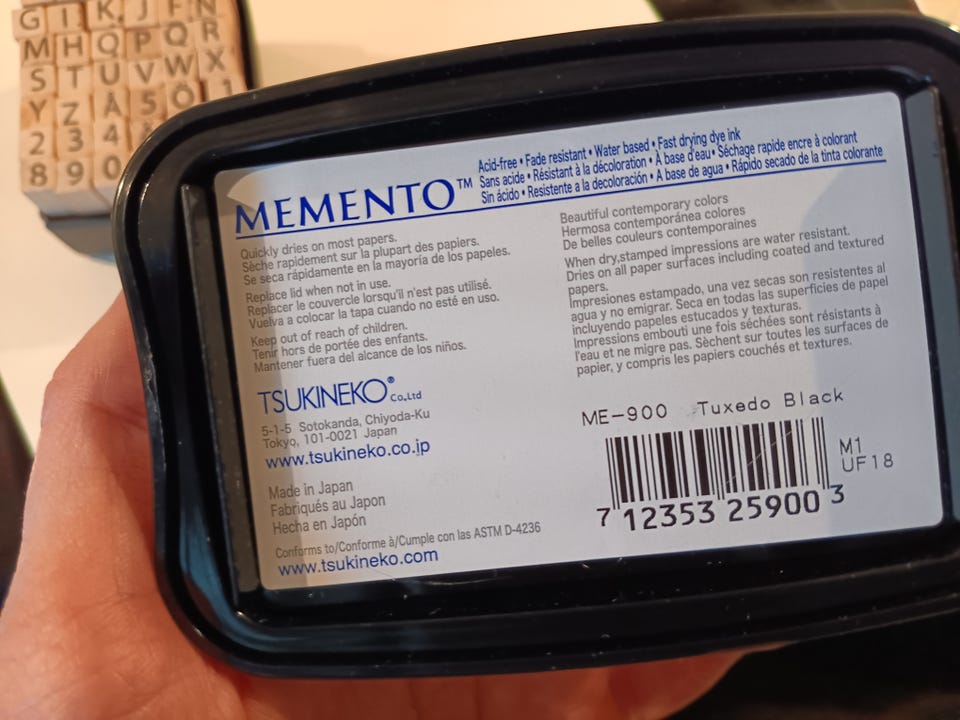 G I K J F N
M H Q P Q R
S T U V W X
Y Z Å 5 Ö 1
2 3 4
8 9 0
MEMENTO™
Acid-free • Fade resistant • Water based • Fast drying dye ink
Sans acide • Résistant à la décoloration • À base d'eau • Séchage rapide encre à colorant
Sin ácido • Resistente a la decoloración • A base de agua • Rápido secado de la tinta colorante
Quickly dries on most papers.
Sèche rapidement sur la plupart des papiers.
Se seca rápidamente en la mayoría de los papeles.
Replace lid when not in use.
Replacer le couvercle lorsqu'il n'est pas utilisé.
Vuelva a colocar la tapa cuando no esté en uso.
Keep out of reach of children.
Tenir hors de portée des enfants.
Mantener fuera del alcance de los niños.
TSUKINEKO® Co.,Ltd
5-1-5 Sotokanda, Chiyoda-Ku
Tokyo, 101-0021 Japan
www.tsukineko.co.jp
Made in Japan
Fabriqués au Japon
Hecha en Japón
Conforms to/Conforme à/Cumple con las ASTM D-4236
www.tsukineko.com
Beautiful contemporary colors
Hermosa contemporánea colores
De belles couleurs contemporaines
When dry,stamped impressions are water resistant.
Dries on all paper surfaces including coated and textured
papers.
Impresiones estampado, una vez secas son resistentes al
agua y no emigrar. Seca en todas las superficies de papel
incluyendo papeles estucados y texturas.
Impressions embouti une fois séchées sont résistants à
l'eau et ne migre pas. Sèchent sur toutes les surfaces de
papier, y compris les papiers couchés et textures.
ME-900 Tuxedo Black
M1
UF18
7 12353 25900 3